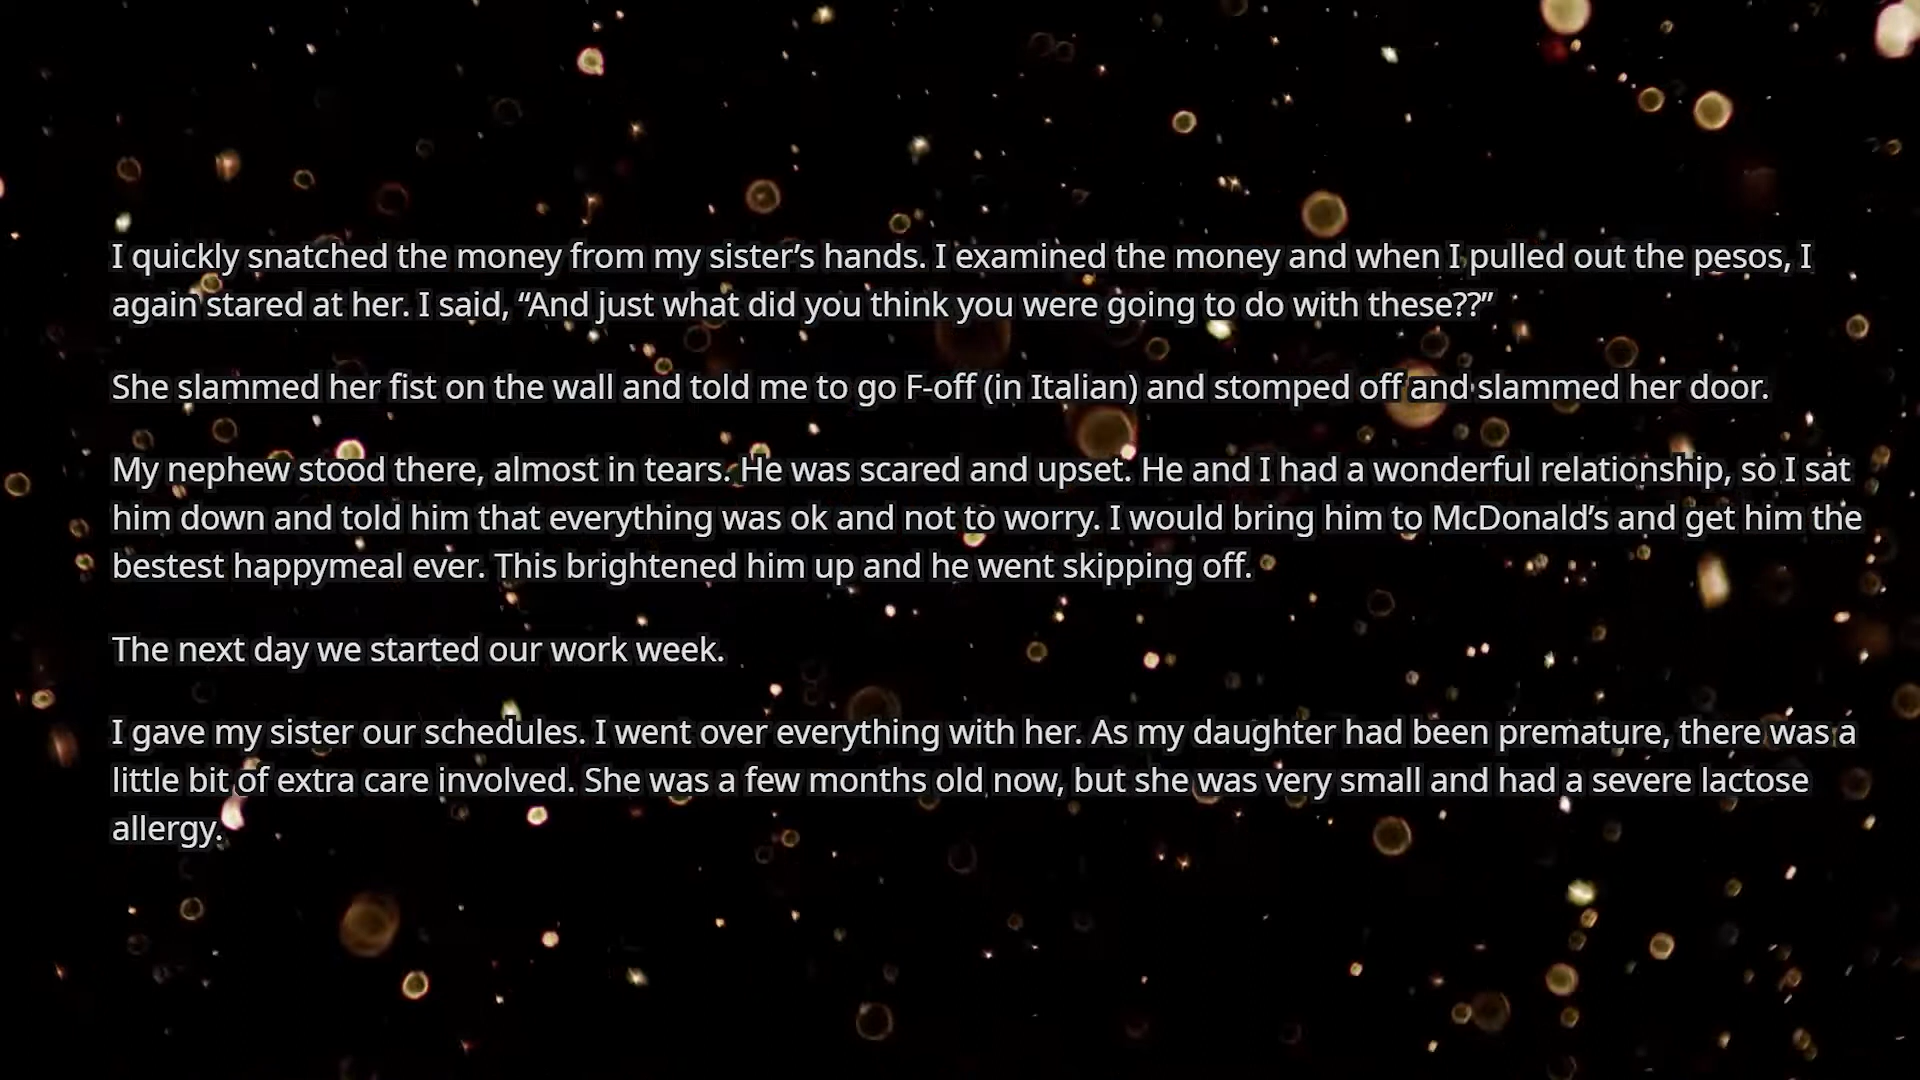 I quickly snatched the money from my sister’s hands. I examined the money and when I pulled out the pesos, I
again stared at her. I said, “And just what did you think you were going to do with these??”
She slammed her fist on the wall and told me to go F-off (in Italian) and stomped off and slammed her door.
My nephew stood there, almost in tears. He was scared and upset. He and I had a wonderful relationship, so I sat
him down and told him that everything was ok and not to worry. I would bring him to McDonald’s and get him the
bestest happymeal ever. This brightened him up and he went skipping off.
The next day we started our work week.
I gave my sister our schedules. I went over everything with her. As my daughter had been premature, there was a
little bit of extra care involved. She was a few months old now, but she was very small and had a severe lactose
allergy.